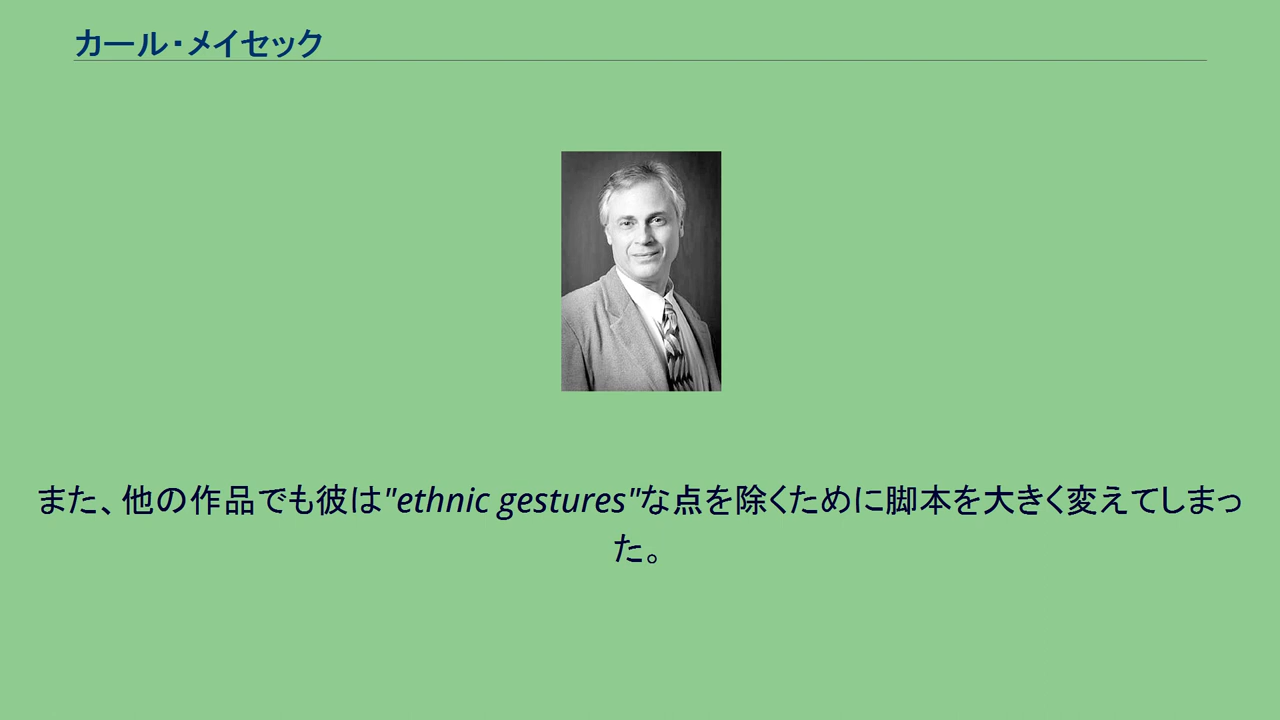 カール・メイセック
また、他の作品でも彼は"ethnic gestures"な点を除くために脚本を大きく変えてしまっ
た。